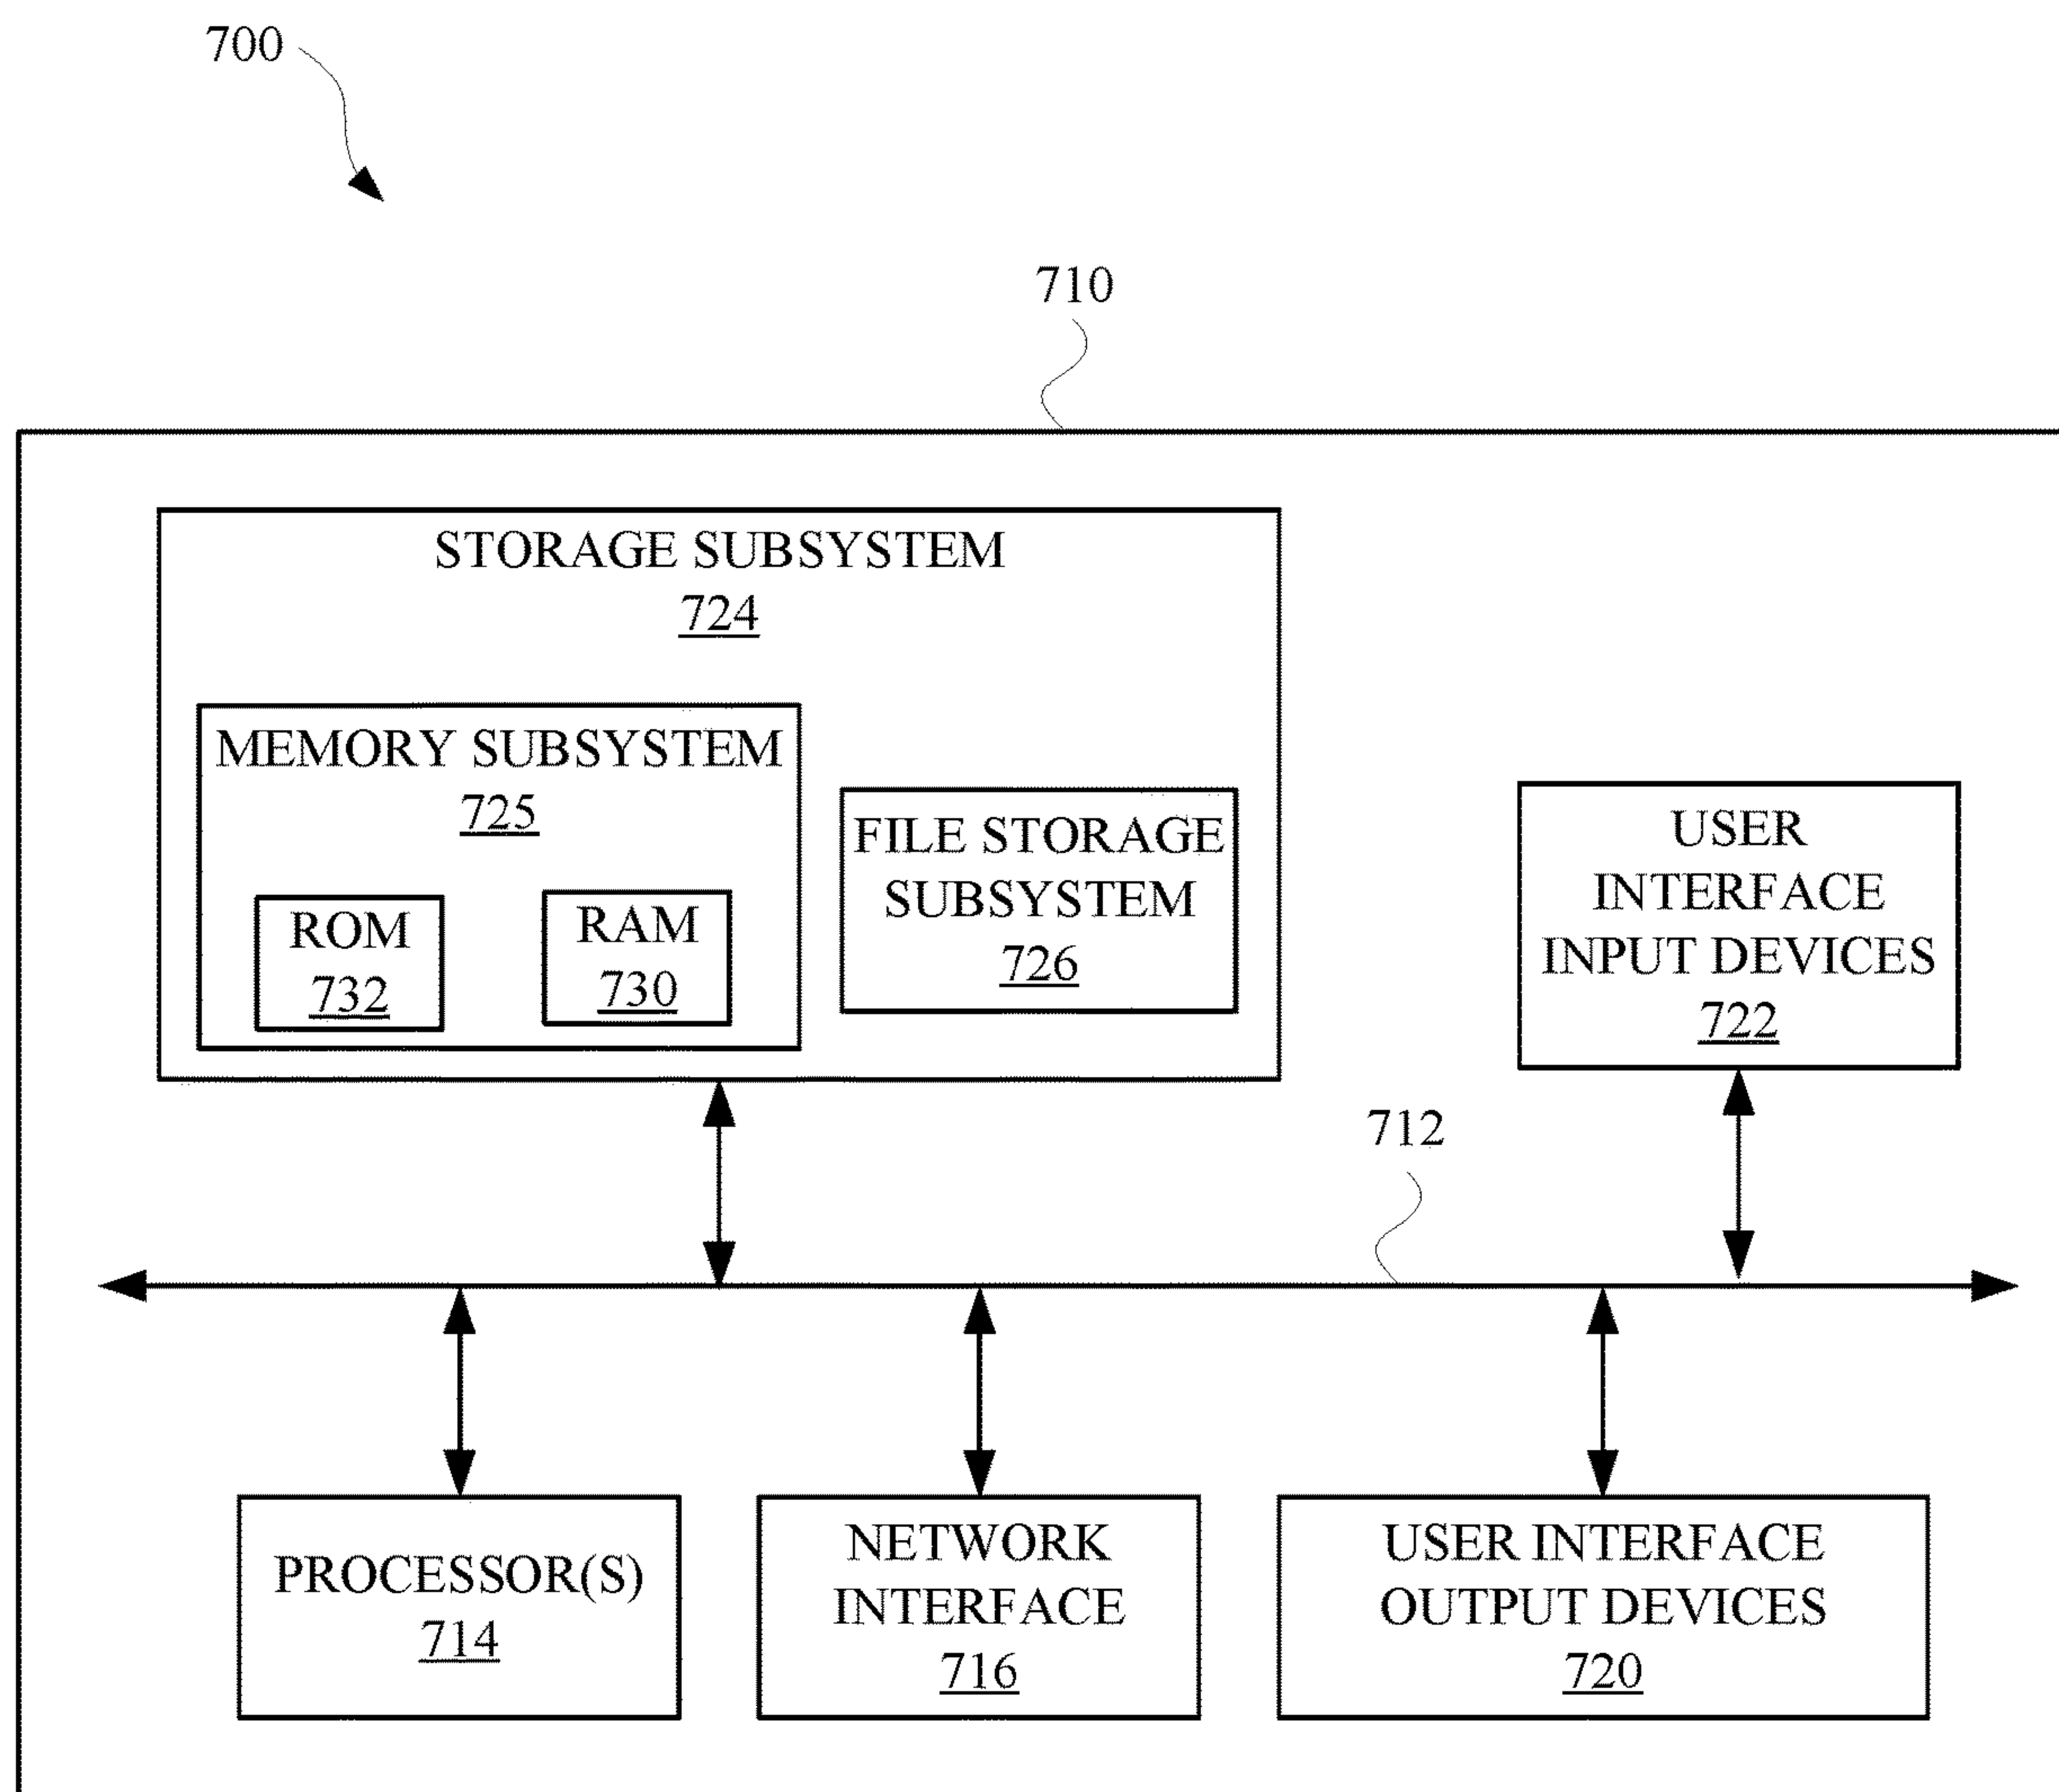 700
710
STORAGE SUBSYSTEM
724
MEMORY SUBSYSTEM
725
ROM
732
RAM
730
FILE STORAGE
SUBSYSTEM
726
USER
INTERFACE
INPUT DEVICES
722
712
PROCESSOR(S)
714
NETWORK
INTERFACE
716
USER INTERFACE
OUTPUT DEVICES
720